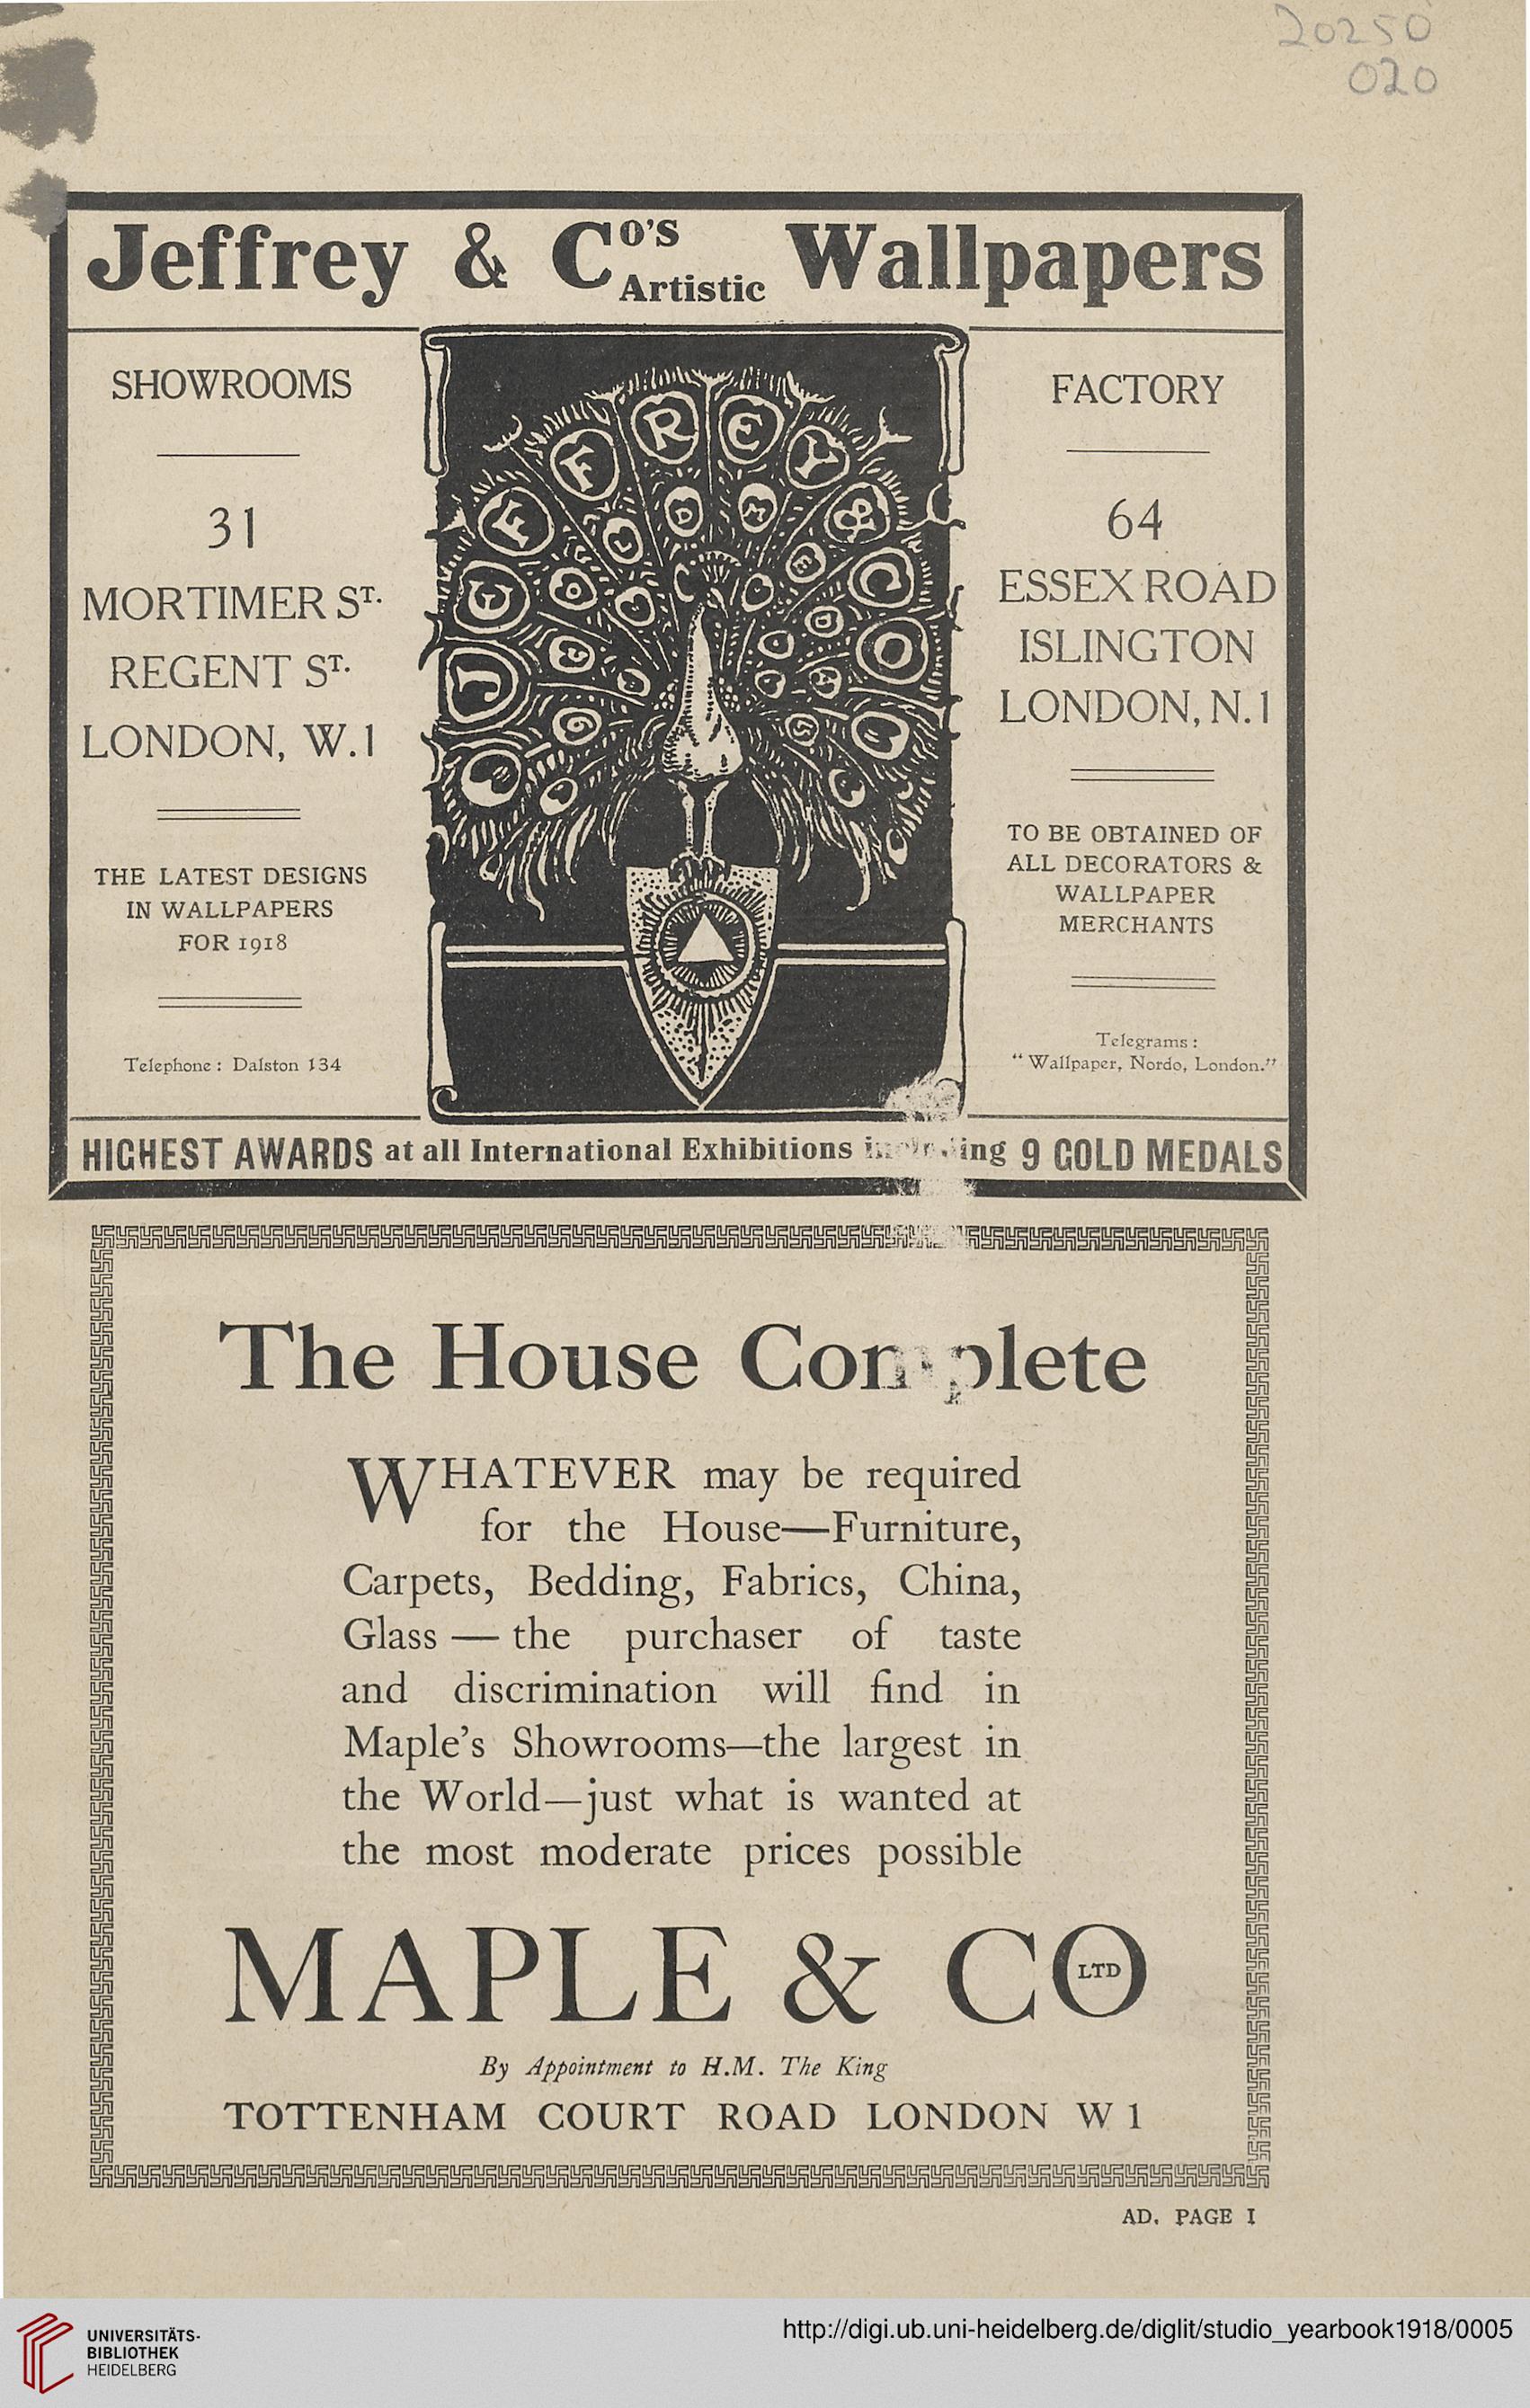 20250
020
Jeffrey & Co's Artistic Wallpapers
SHOWROOMS
31
MORTIMER ST.
REGENT ST.
LONDON, W.1
THE LATEST DESIGNS
IN WALLPAPERS
FOR 1918
Telephone : Dalston 134
JEFFREY & CO
GOLD MEDALS
FACTORY
64
ESSEX ROAD
ISLINGTON
LONDON, N.1
TO BE OBTAINED OF
ALL DECORATORS &
WALLPAPER
MERCHANTS
Telegrams :
“ Wallpaper, Nordo, London.”
HIGHEST AWARDS at all International Exhibitions including 9 GOLD MEDALS
The House Complete
WHATEVER may be required
for the House—Furniture,
Carpets, Bedding, Fabrics, China,
Glass — the purchaser of taste
and discrimination will find in
Maple’s Showrooms—the largest in
the World—just what is wanted at
the most moderate prices possible
MAPLE & CO LTD
By Appointment to H.M. The King
TOTTENHAM COURT ROAD LONDON W 1
AD. PAGE I
UNIVERSITÄTS-
BIBLIOTHEK
HEIDELBERG
http://digi.ub.uni-heidelberg.de/diglit/studio_yearbook1918/0005